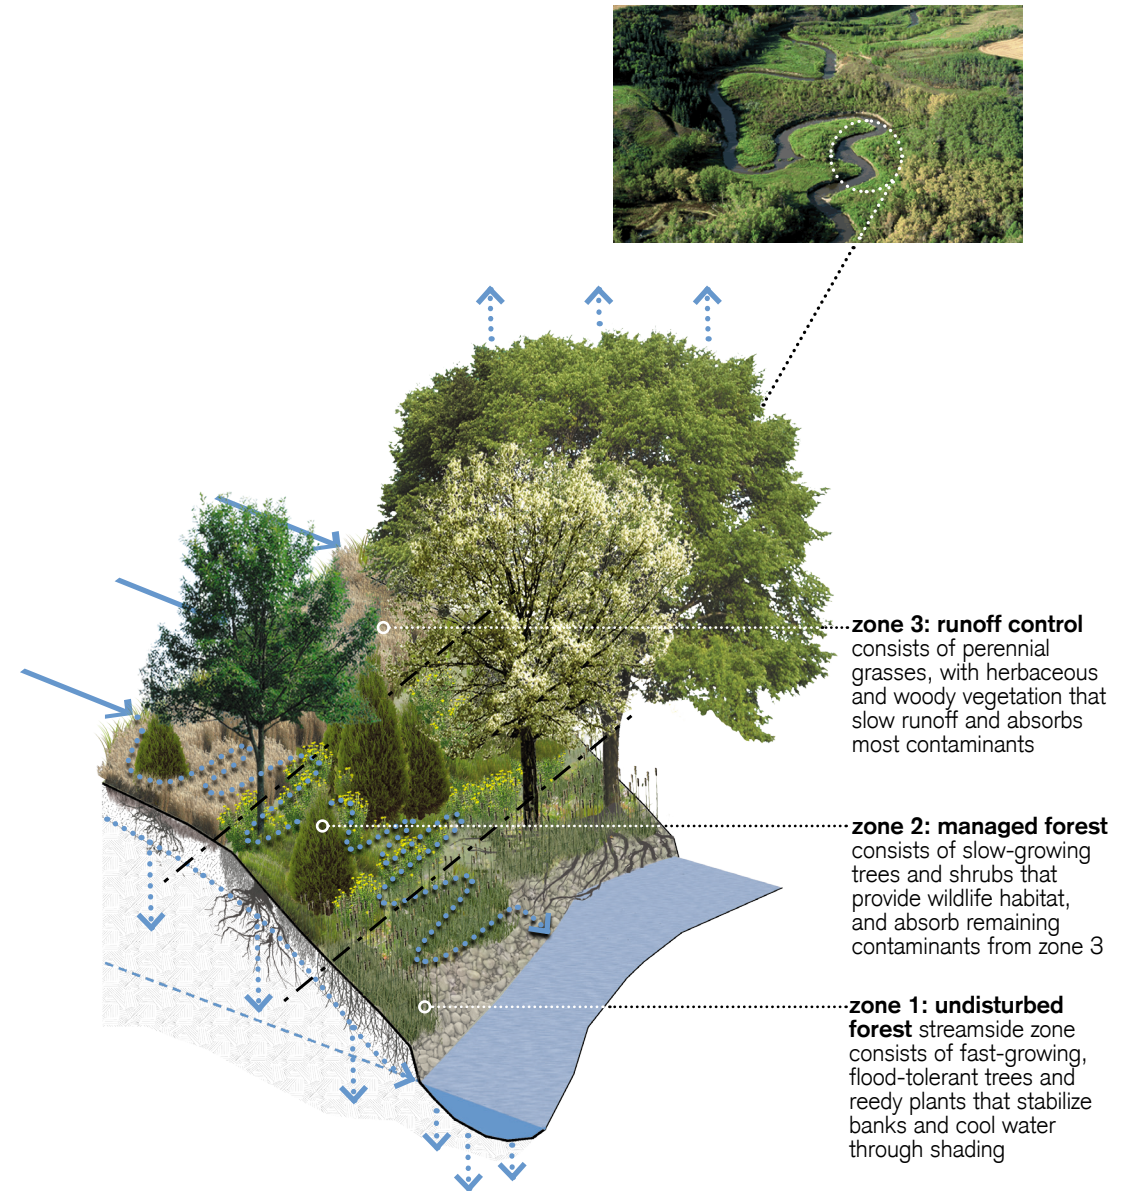 zone 3: runoff control
consists of perennial
grasses, with herbaceous
and woody vegetation that
slow runoff and absorbs
most contaminants
zone 2: managed forest
consists of slow-growing
trees and shrubs that
provide wildlife habitat,
and absorb remaining
contaminants from zone 3
zone 1: undisturbed
forest streamside zone
consists of fast-growing,
flood-tolerant trees and
reedy plants that stabilize
banks and cool water
through shading